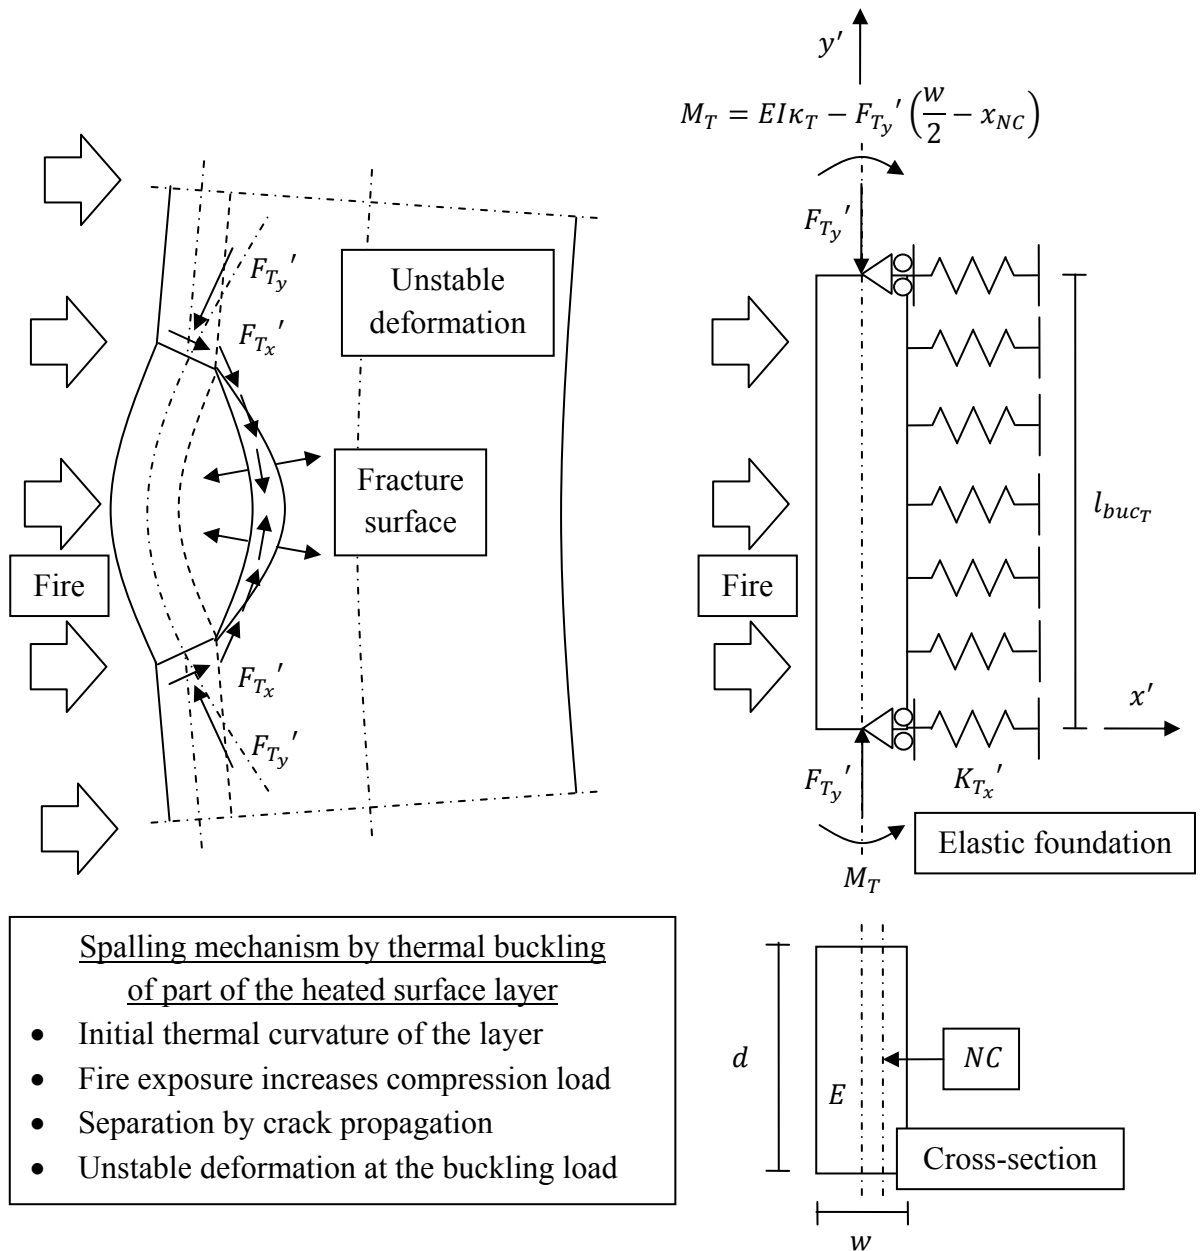 y′
M_T = EIκ_T − F_{T_y}′ (w/2 − x_{NC})
F_{T_y}′
F_{T_x}′
Unstable
deformation
Fracture
surface
Fire
F_{T_x}′
F_{T_y}′
F_{T_y}′
Fire
l_{buc_T}
x′
F_{T_y}′
K_{T_x}′
Elastic foundation
M_T
Spalling mechanism by thermal buckling
of part of the heated surface layer
• Initial thermal curvature of the layer
• Fire exposure increases compression load
• Separation by crack propagation
• Unstable deformation at the buckling load
d
E
NC
Cross-section
w